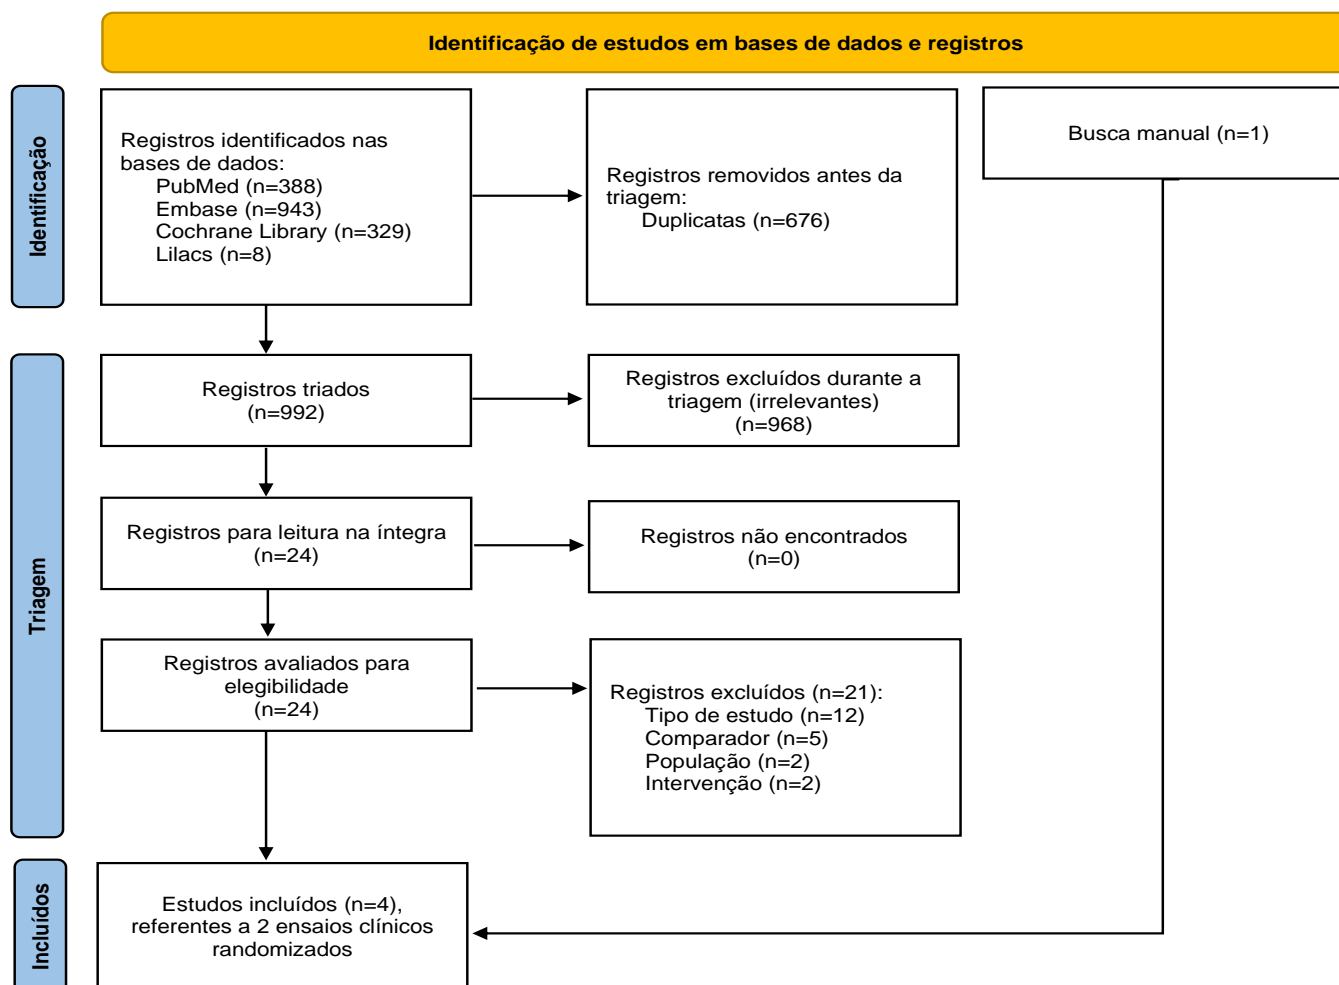 Identificação de estudos em bases de dados e registros
Identificação
Registros identificados nas
bases de dados:
PubMed (n=388)
Embase (n=943)
Cochrane Library (n=329)
Lilacs (n=8)
Registros removidos antes da
triagem:
Duplicatas (n=676)
Busca manual (n=1)
Triagem
Registros triados
(n=992)
Registros excluídos durante a
triagem (irrelevantes)
(n=968)
Registros para leitura na íntegra
(n=24)
Registros não encontrados
(n=0)
Registros avaliados para
elegibilidade
(n=24)
Registros excluídos (n=21):
Tipo de estudo (n=12)
Comparador (n=5)
População (n=2)
Intervenção (n=2)
Incluídos
Estudos incluídos (n=4),
referentes a 2 ensaios clínicos
randomizados